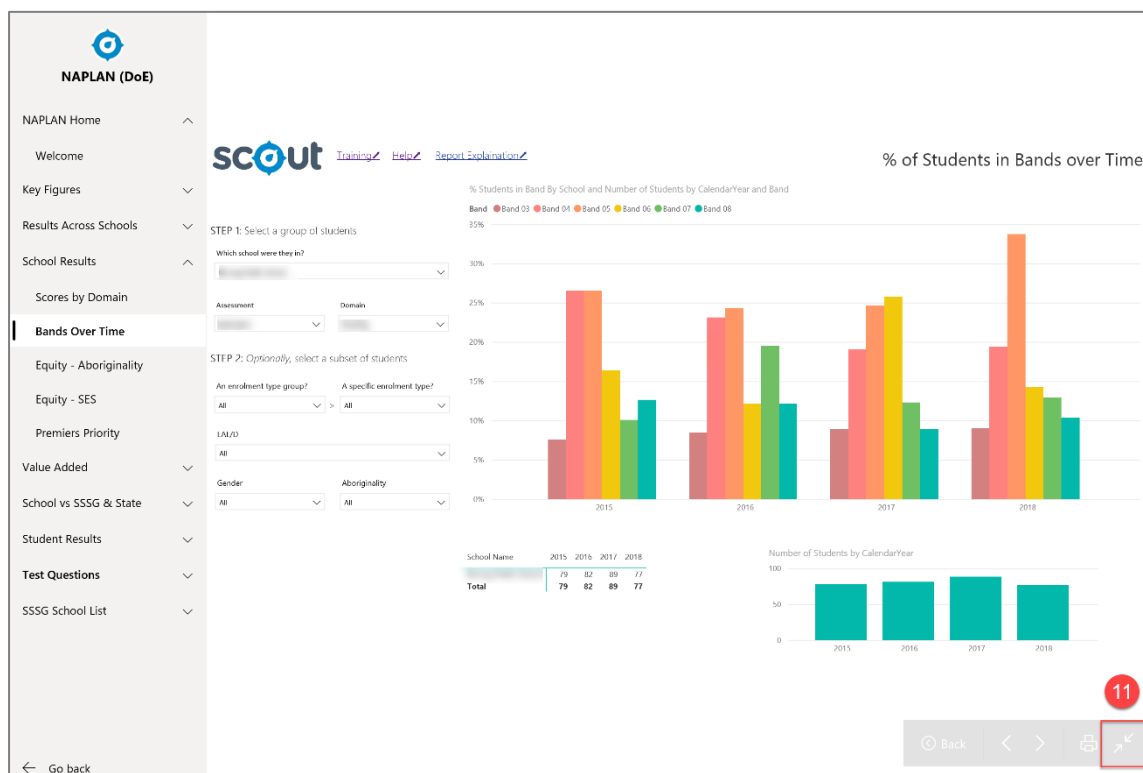 NAPLAN (DoE)
NAPLAN Home
Welcome
Key Figures
Results Across Schools
School Results
Scores by Domain
Bands Over Time
Equity - Aboriginality
Equity - SES
Premiers Priority
Value Added
School vs SSSG & State
Student Results
Test Questions
SSSG School List
Go back
scout
Training Help Report Explaination
% of Students in Bands over Time
STEP 1: Select a group of students
Which school were they in?
Assessment Domain
STEP 2: Optionally, select a subset of students
An enrolment type group? A specific enrolment type?
All > All
LAL/D
All
Gender Aboriginality
All All
% Students in Band By School and Number of Students by CalendarYear and Band
Band Band 03 Band 04 Band 05 Band 06 Band 07 Band 08
35%
30%
25%
20%
15%
10%
5%
0%
2015 2016 2017 2018
School Name 2015 2016 2017 2018
79 82 89 77
Total 79 82 89 77
Number of Students by CalendarYear
100
50
0
2015 2016 2017 2018
11
Back